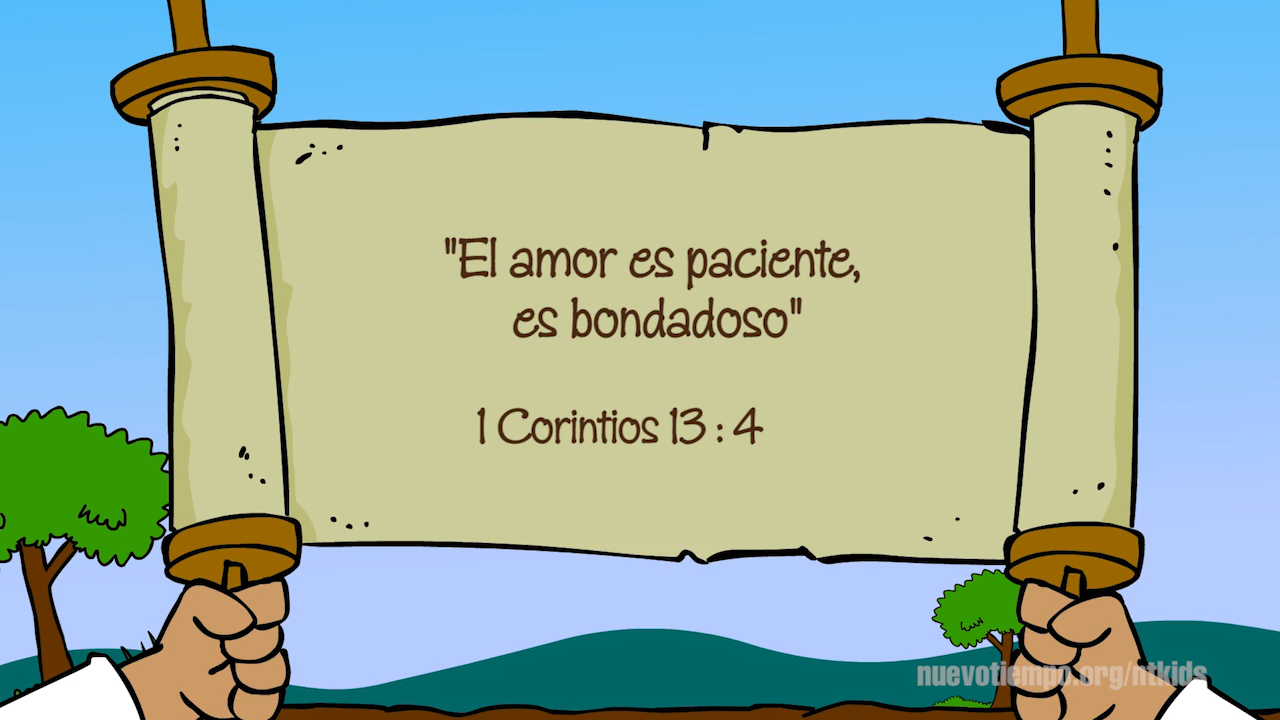 "El amor es paciente,
es bondadoso"
1 Corintios 13 : 4
nuevotiempo.org/ntkids